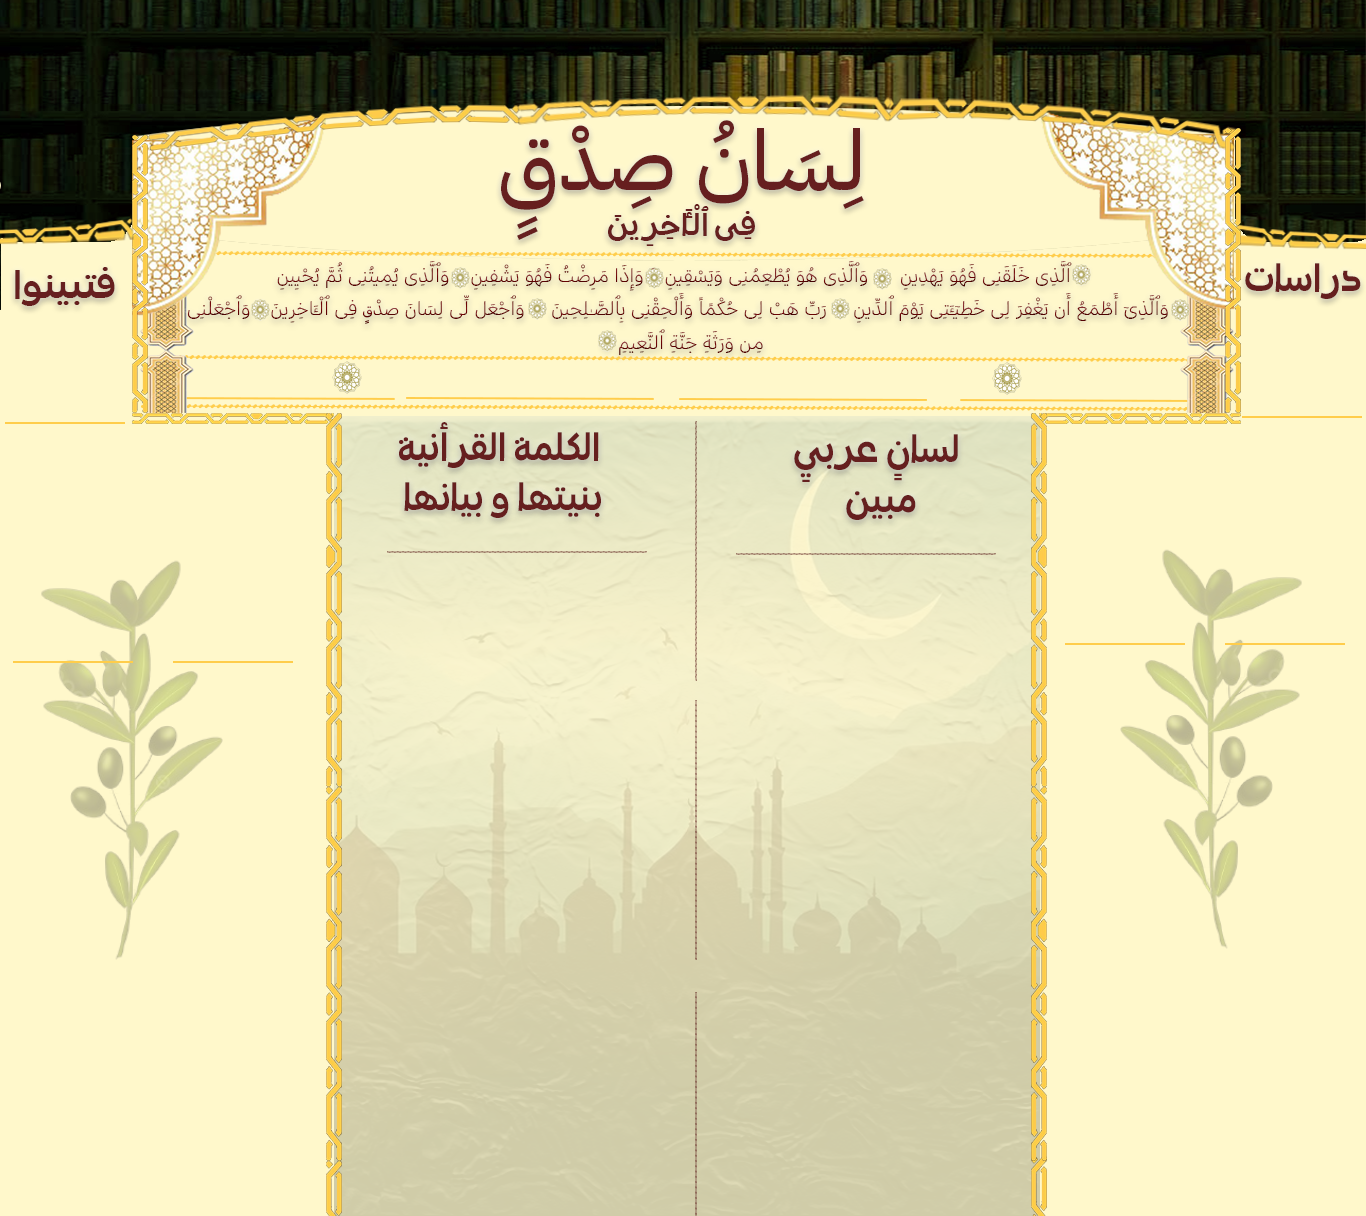 لِسَانُ صِدْقٍ
فِى ٱلْـَٔاخِرِينَ
ٱلَّذِى خَلَقَنِى فَهُوَ يَهْدِينِ وَٱلَّذِى هُوَ يُطْعِمُنِى وَيَسْقِينِ وَإِذَا مَرِضْتُ فَهُوَ يَشْفِينِ وَٱلَّذِى يُمِيتُنِى ثُمَّ يُحْيِينِ
وَٱلَّذِىٓ أَطْمَعُ أَن يَغْفِرَ لِى خَطِيٓـَٔتِى يَوْمَ ٱلدِّينِ رَبِّ هَبْ لِى حُكْمًا وَأَلْحِقْنِى بِٱلصَّـٰلِحِينَ وَٱجْعَل لِّى لِسَانَ صِدْقٍ فِى ٱلْـَٔاخِرِينَ وَٱجْعَلْنِى
مِن وَرَثَةِ جَنَّةِ ٱلنَّعِيمِ
دراسات
فتبينوا
لسانٍ عربيٍ
مبين
الكلمة القرأنية
بنيتها و بيانها